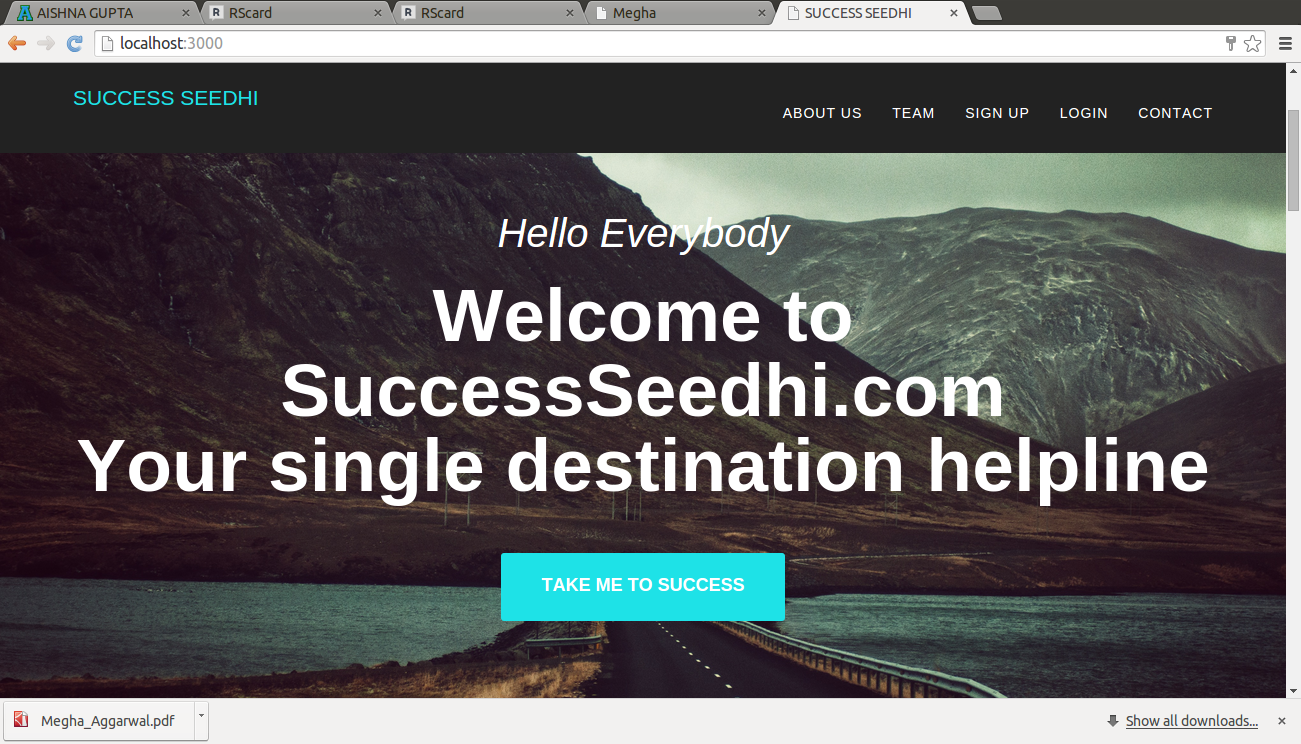 AISHNA GUPTA
RScard
RScard
Megha
SUCCESS SEEDHI
localhost:3000
SUCCESS SEEDHI
ABOUT US TEAM SIGN UP LOGIN CONTACT
Hello Everybody
Welcome to
SuccessSeedhi.com
Your single destination helpline
TAKE ME TO SUCCESS
Megha_Aggarwal.pdf
Show all downloads...